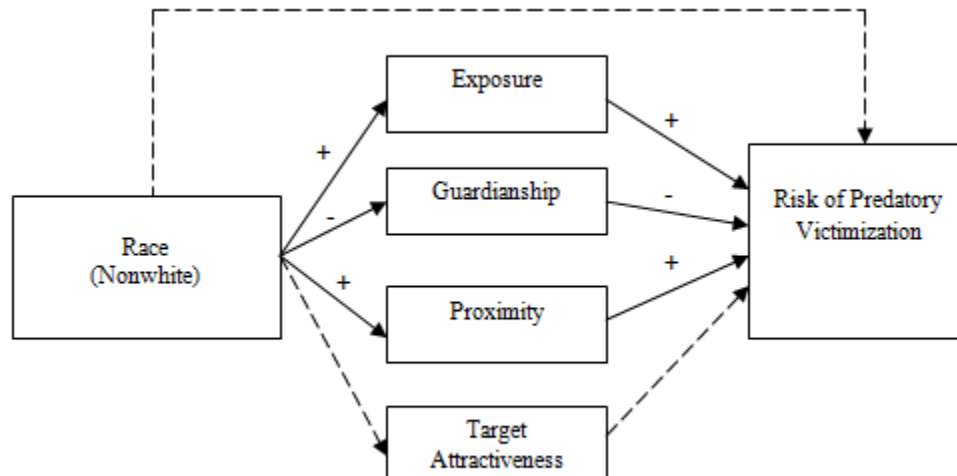 Exposure
+
+
Guardianship
-
-
Race
(Nonwhite)
Risk of Predatory
Victimization
+
+
Proximity
Target
Attractiveness